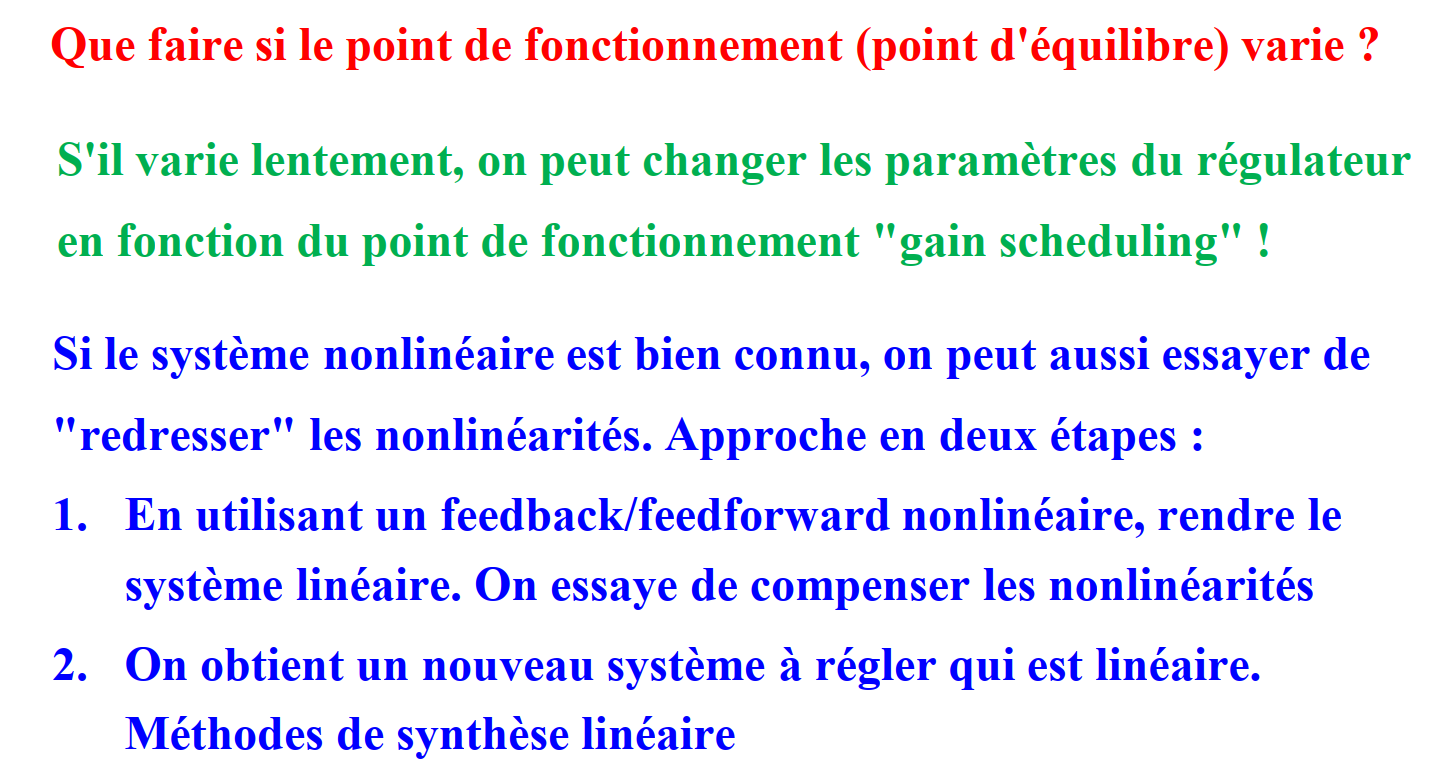 Que faire si le point de fonctionnement (point d'équilibre) varie ?
S'il varie lentement, on peut changer les paramètres du régulateur
en fonction du point de fonctionnement "gain scheduling" !
Si le système nonlinéaire est bien connu, on peut aussi essayer de
"redresser" les nonlinéarités. Approche en deux étapes :
1. En utilisant un feedback/feedforward nonlinéaire, rendre le
système linéaire. On essaye de compenser les nonlinéarités
2. On obtient un nouveau système à régler qui est linéaire.
Méthodes de synthèse linéaire